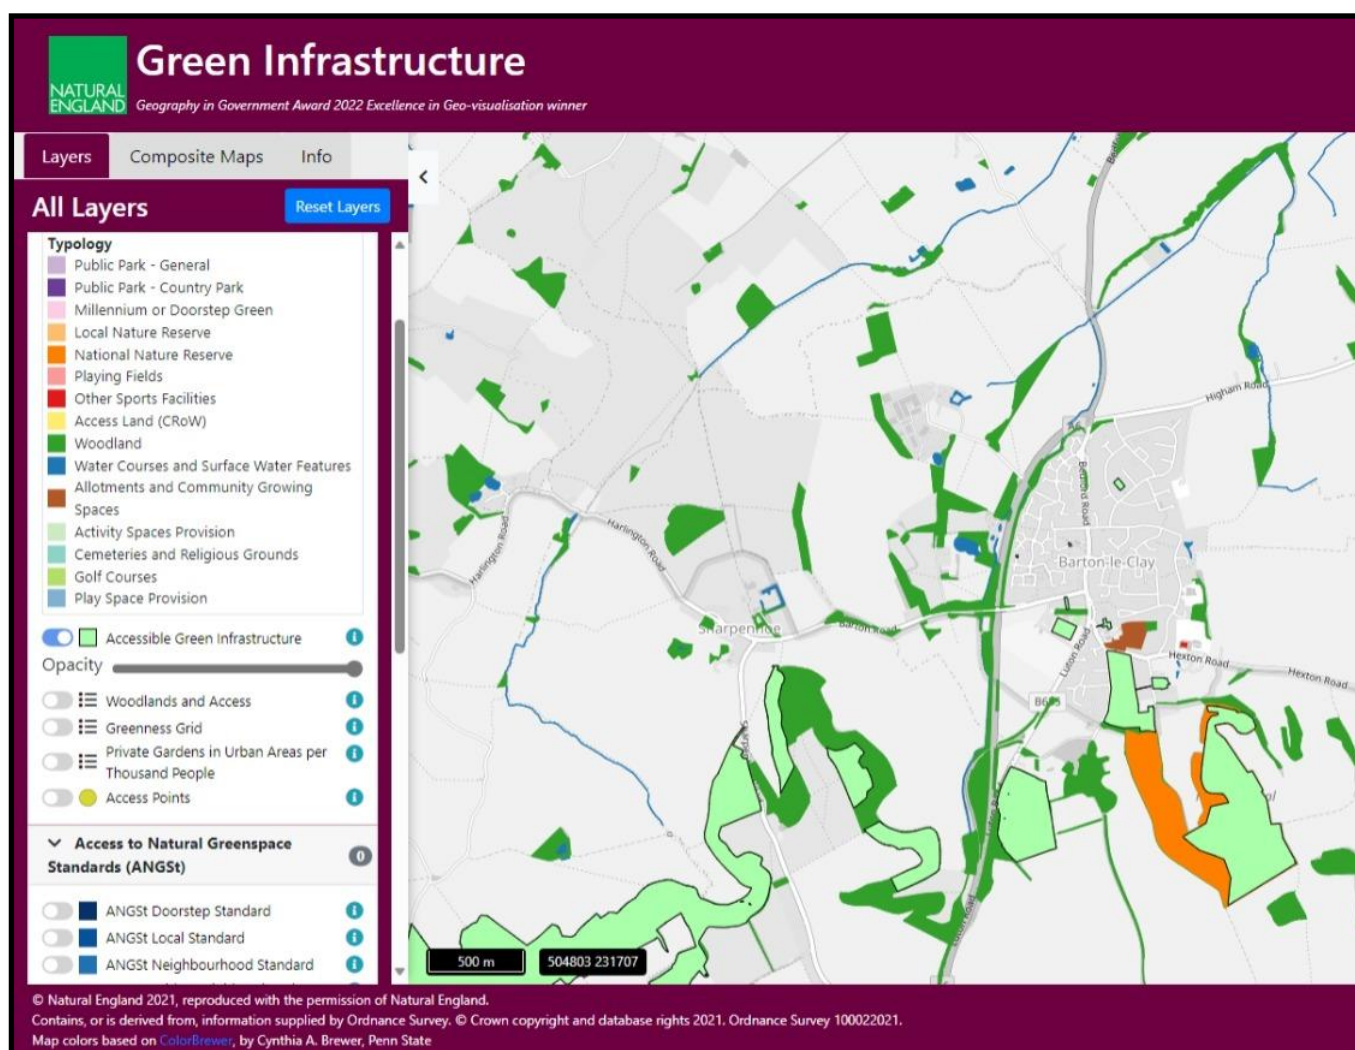 NATURAL
ENGLAND
Green Infrastructure
Geography in Government Award 2022 Excellence in Geo-visualisation winner
Layers
Composite Maps
Info
All Layers
Reset Layers
Typology
Public Park - General
Public Park - Country Park
Millennium or Doorstep Green
Local Nature Reserve
National Nature Reserve
Playing Fields
Other Sports Facilities
Access Land (CRoW)
Woodland
Water Courses and Surface Water Features
Allotments and Community Growing
Spaces
Activity Spaces Provision
Cemeteries and Religious Grounds
Golf Courses
Play Space Provision
Accessible Green Infrastructure
Opacity
Woodlands and Access
Greenness Grid
Private Gardens in Urban Areas per
Thousand People
Access Points
Access to Natural Greenspace
Standards (ANGSt)
0
ANGSt Doorstep Standard
ANGSt Local Standard
ANGSt Neighbourhood Standard
Higham Road
Bedford Road
Harlington Road
Harlington Road
Barton-le-Clay
Sharpenhoe
Barton Road
Luton Road
Hexton Road
Hexton Road
B655
500 m
504803 231707
© Natural England 2021, reproduced with the permission of Natural England.
Contains, or is derived from, information supplied by Ordnance Survey. © Crown copyright and database rights 2021. Ordnance Survey 100022021.
Map colors based on ColorBrewer, by Cynthia A. Brewer, Penn State